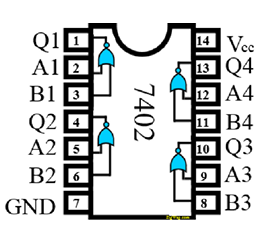 Q1 1 14 Vcc
A1 2 13 Q4
B1 3 12 A4
Q2 4 11 B4
A2 5 10 Q3
B2 6 9 A3
GND 7 8 B3
7402